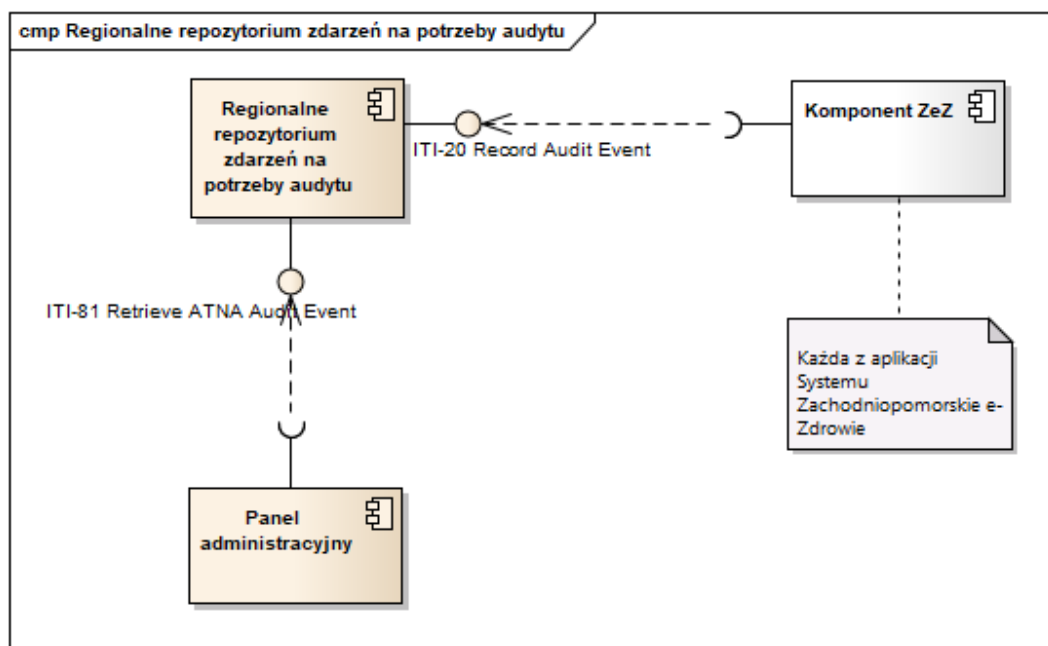 cmp Regionalne repozytorium zdarzeń na potrzeby audytu
Regionalne
repozytorium
zdarzeń na
potrzeby audytu
Komponent ZeZ
ITI-20 Record Audit Event
ITI-81 Retrieve ATNA Audit Event
Każda z aplikacji
Systemu
Zachodniopomorskie e-
Zdrowie
Panel
administracyjny